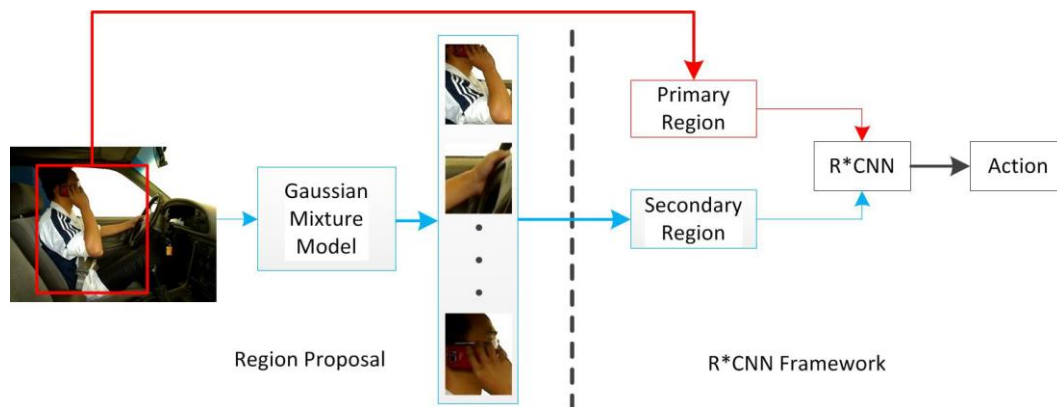 Gaussian
Mixture
Model
Region Proposal
Primary
Region
Secondary
Region
R*CNN
Action
R*CNN Framework